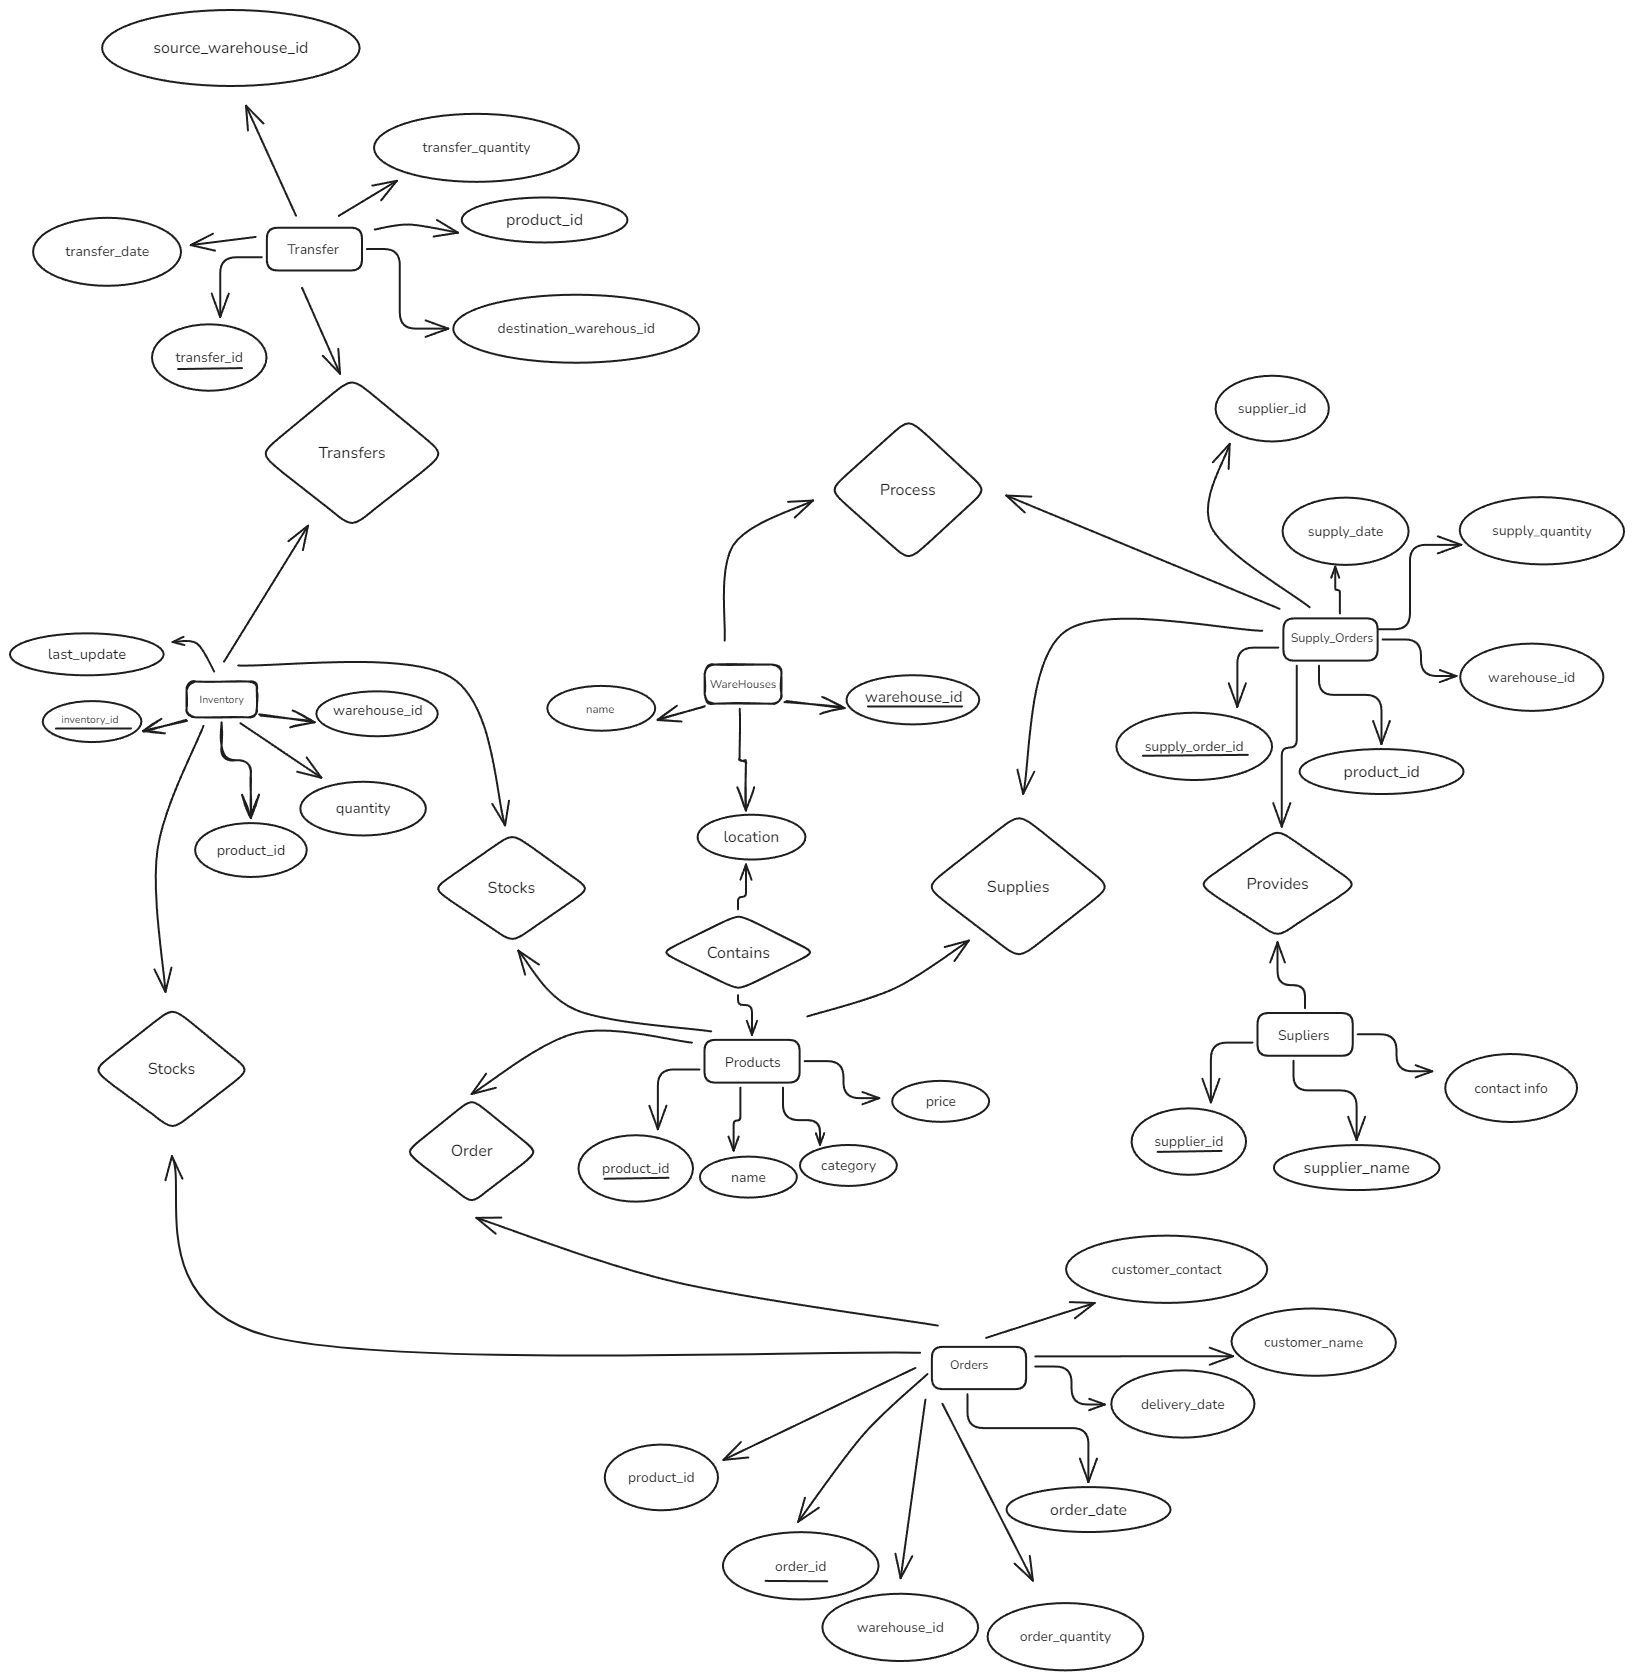 source_warehouse_id
transfer_quantity
product_id
transfer_date
Transfer
destination_warehous_id
transfer_id
Transfers
supplier_id
Process
supply_date
supply_quantity
Supply_Orders
last_update
warehouse_id
WareHouses
warehouse_id
Inventory
name
warehouse_id
inventory_id
supply_order_id
product_id
quantity
location
product_id
Stocks
Supplies
Provides
Contains
Supliers
Products
Stocks
contact info
price
Order
supplier_id
product_id
name
category
supplier_name
customer_contact
customer_name
Orders
delivery_date
product_id
order_date
order_id
warehouse_id
order_quantity